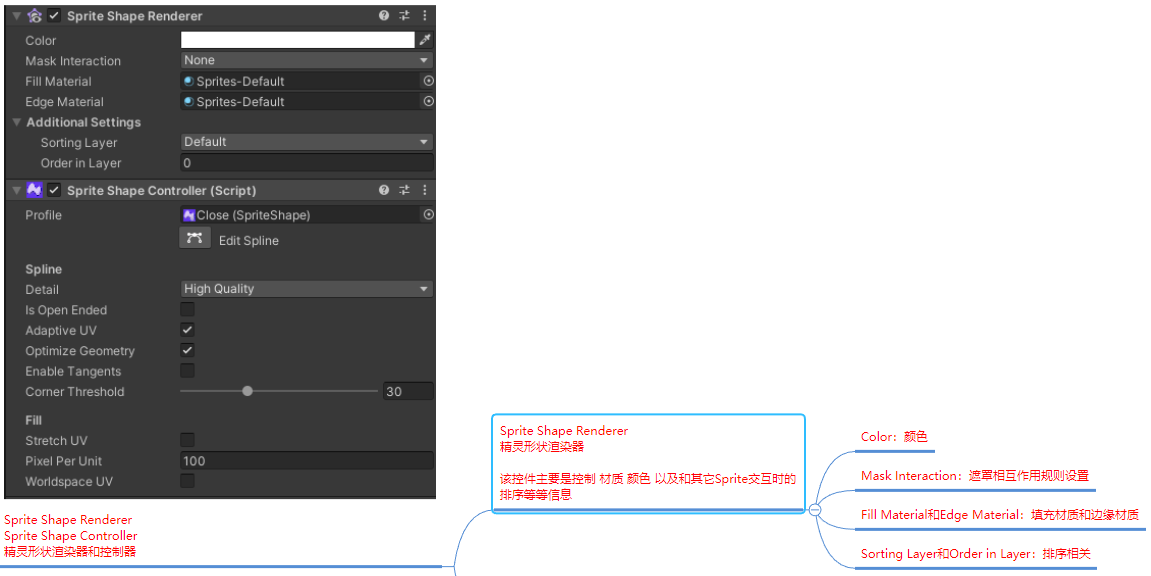 Sprite Shape Renderer
Color
Mask Interaction None
Fill Material Sprites-Default
Edge Material Sprites-Default
Additional Settings
Sorting Layer Default
Order in Layer 0
Sprite Shape Controller (Script)
Profile Close (SpriteShape)
Edit Spline
Spline
Detail High Quality
Is Open Ended
Adaptive UV
Optimize Geometry
Enable Tangents
Corner Threshold 30
Fill
Stretch UV
Pixel Per Unit 100
Worldspace UV
Sprite Shape Renderer
Sprite Shape Controller
精灵形状渲染器和控制器
Sprite Shape Renderer
精灵形状渲染器
该控件主要是控制 材质 颜色 以及和其它Sprite交互时的
排序等等信息
Color：颜色
Mask Interaction：遮罩相互作用规则设置
Fill Material和Edge Material：填充材质和边缘材质
Sorting Layer和Order in Layer：排序相关